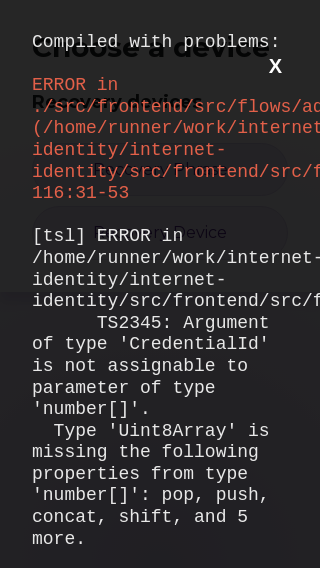 Choose a device
Compiled with problems:
X
ERROR in
./src/frontend/src/flows/ad
(/home/runner/work/internet
identity/internet-
identity/src/frontend/src/f
116:31-53
Device
[tsl] ERROR in
/home/runner/work/internet-
identity/internet-
identity/src/frontend/src/f
TS2345: Argument
of type 'CredentialId'
is not assignable to
parameter of type
'number[]'.
Type 'Uint8Array' is
missing the following
properties from type
'number[]': pop, push,
concat, shift, and 5
more.